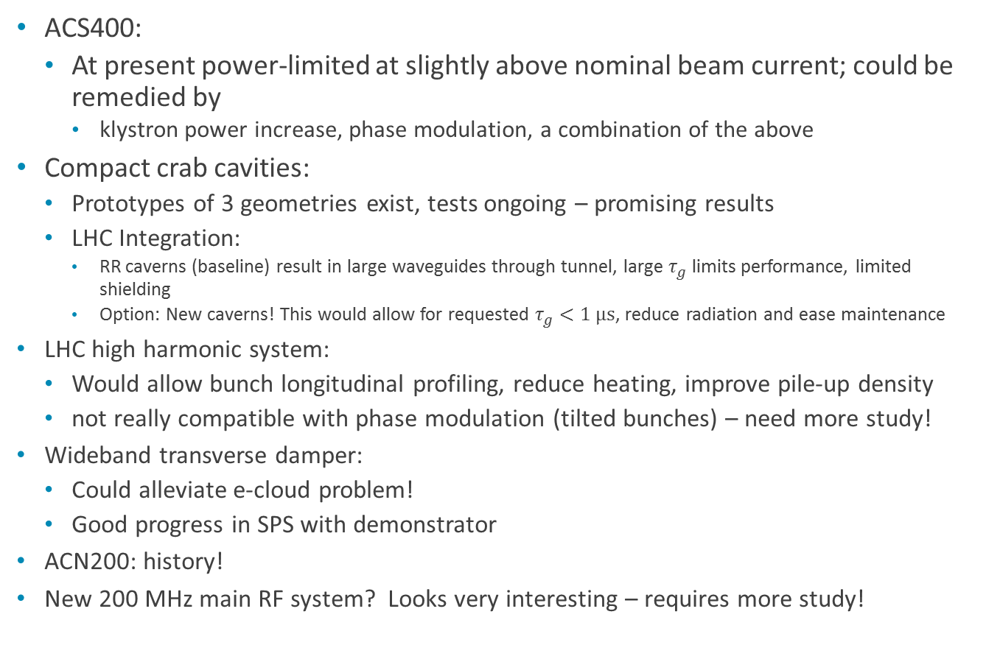 • ACS400:
• At present power-limited at slightly above nominal beam current; could be
remedied by
• klystron power increase, phase modulation, a combination of the above
• Compact crab cavities:
• Prototypes of 3 geometries exist, tests ongoing – promising results
• LHC Integration:
• RR caverns (baseline) result in large waveguides through tunnel, large τg limits performance, limited
shielding
• Option: New caverns! This would allow for requested τg < 1 μs, reduce radiation and ease maintenance
• LHC high harmonic system:
• Would allow bunch longitudinal profiling, reduce heating, improve pile-up density
• not really compatible with phase modulation (tilted bunches) – need more study!
• Wideband transverse damper:
• Could alleviate e-cloud problem!
• Good progress in SPS with demonstrator
• ACN200: history!
• New 200 MHz main RF system? Looks very interesting – requires more study!